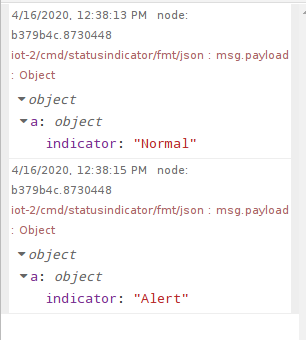 4/16/2020, 12:38:13 PM node:
b379b4c.8730448
iot-2/cmd/statusindicator/fmt/json : msg.payload
: Object
object
a: object
indicator: "Normal"
4/16/2020, 12:38:15 PM node:
b379b4c.8730448
iot-2/cmd/statusindicator/fmt/json : msg.payload
: Object
object
a: object
indicator: "Alert"